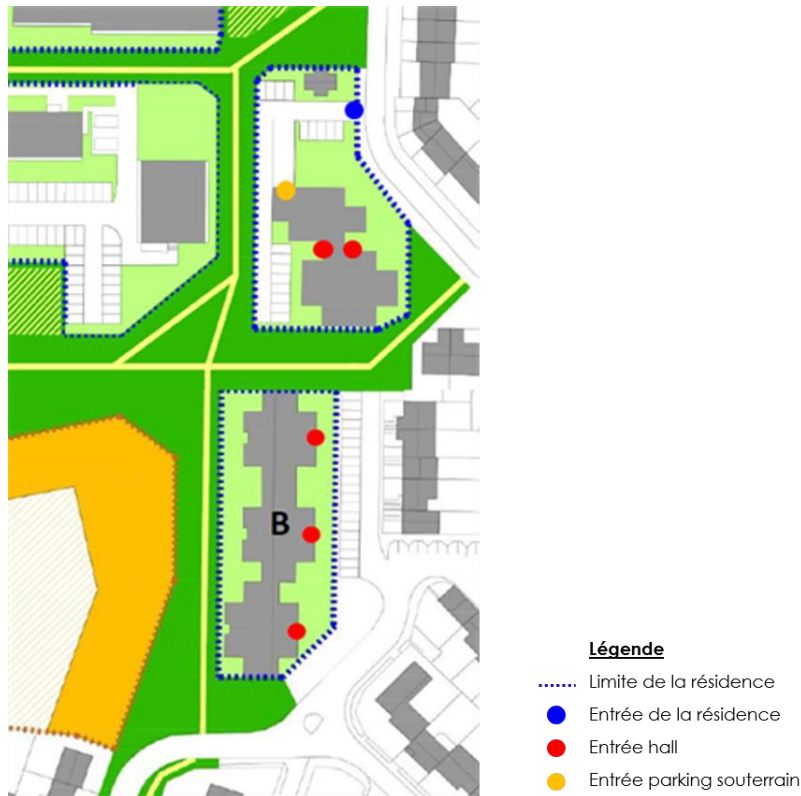 B
Légende
Limite de la résidence
Entrée de la résidence
Entrée hall
Entrée parking souterrain